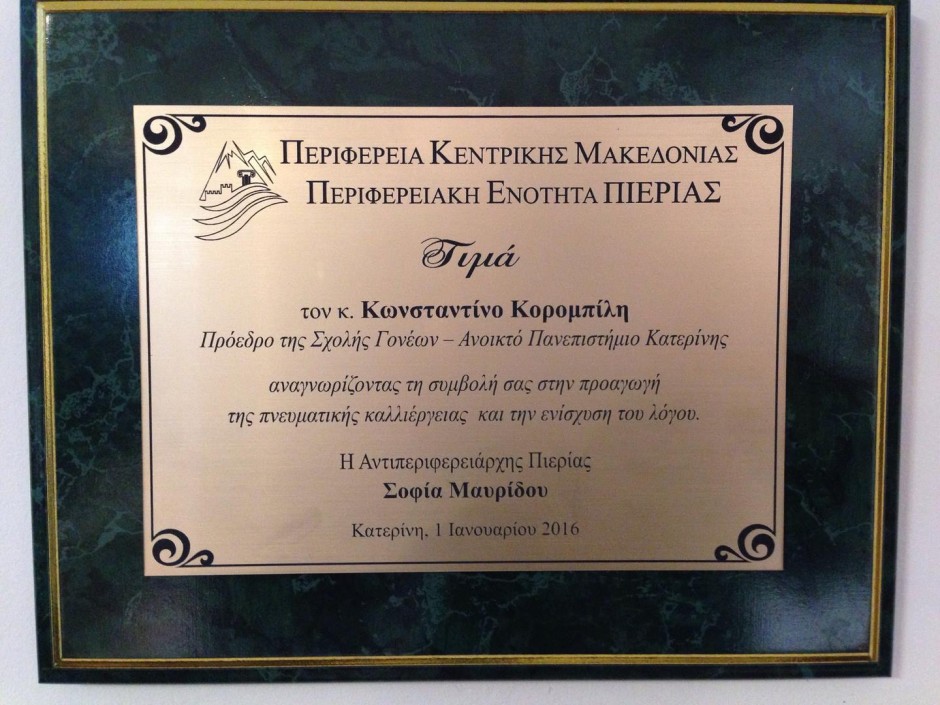 ΠΕΡΙΦΕΡΕΙΑ ΚΕΝΤΡΙΚΗΣ ΜΑΚΕΔΟΝΙΑΣ
ΠΕΡΙΦΕΡΕΙΑΚΗ ΕΝΟΤΗΤΑ ΠΙΕΡΙΑΣ
Τιμά
τον κ. Κωνσταντίνο Κορομπίλη
Πρόεδρο της Σχολής Γονέων – Ανοικτό Πανεπιστήμιο Κατερίνης
αναγνωρίζοντας τη συμβολή σας στην προαγωγή
της πνευματικής καλλιέργειας και την ενίσχυση του λόγου.
Η Αντιπεριφερειάρχης Πιερίας
Σοφία Μαυρίδου
Κατερίνη, 1 Ιανουαρίου 2016